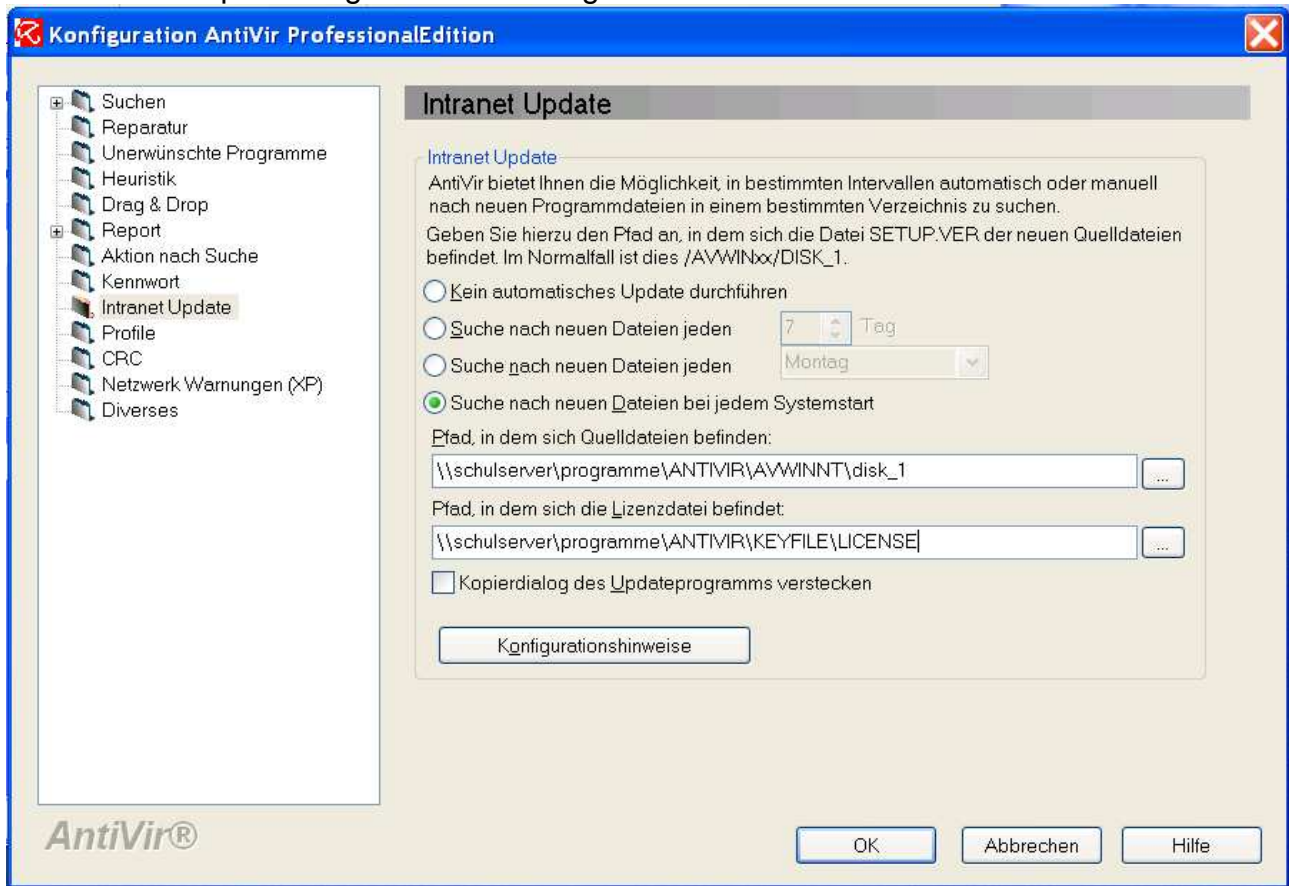 Konfiguration AntiVir ProfessionalEdition
Suchen
Reparatur
Unerwünschte Programme
Heuristik
Drag & Drop
Report
Aktion nach Suche
Kennwort
Intranet Update
Profile
CRC
Netzwerk Warnungen (XP)
Diverses
Intranet Update
Intranet Update
AntiVir bietet Ihnen die Möglichkeit, in bestimmten Intervallen automatisch oder manuell
nach neuen Programmdateien in einem bestimmten Verzeichnis zu suchen.
Geben Sie hierzu den Pfad an, in dem sich die Datei SETUP.VER der neuen Quelldateien
befindet. Im Normalfall ist dies /AVWINxx/DISK_1.
Kein automatisches Update durchführen
Suche nach neuen Dateien jeden 7 Tag
Suche nach neuen Dateien jeden Montag
Suche nach neuen Dateien bei jedem Systemstart
Pfad, in dem sich Quelldateien befinden:
\\schulserver\programme\ANTIVIR\AVWINNT\disk_1 ...
Pfad, in dem sich die Lizenzdatei befindet:
\\schulserver\programme\ANTIVIR\KEYFILE\LICENSE ...
Kopierdialog des Updateprogramms verstecken
Konfigurationshinweise
AntiVir®
OK Abbrechen Hilfe